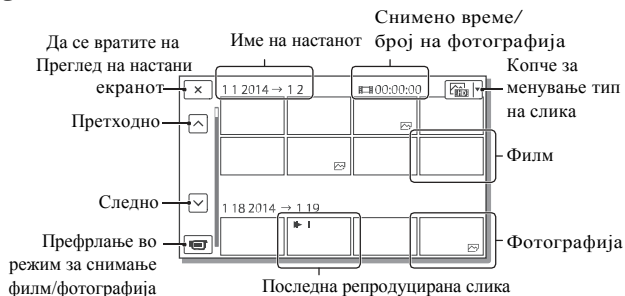 Да се вратите на
Преглед на настани
екранот
Име на настанот
Снимено време/
број на фотографија
Копче за
менување тип
на слика
1 1 2014 → 1 2
00:00:00
HD
Претходно
Филм
Следно
1 18 2014 → 1 19
Префрлање во
режим за снимање
филм/фотографија
Последна репродуцирана слика
Фотографија